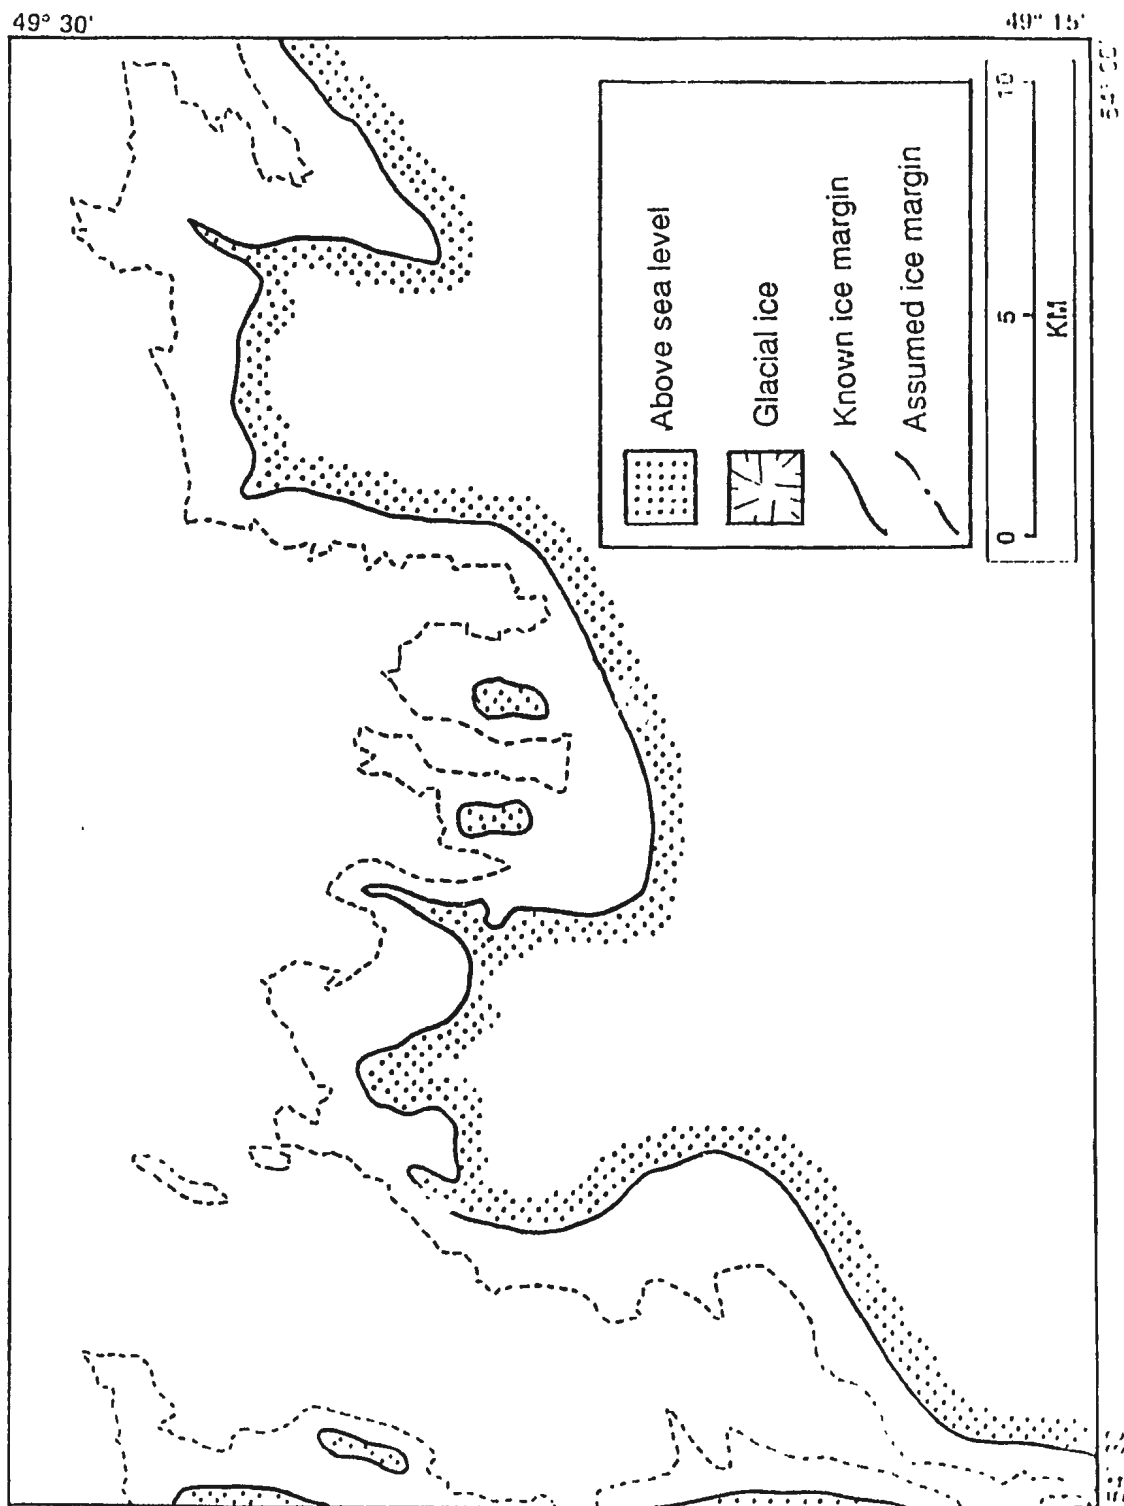 49° 30'
49° 15'
Above sea level
Glacial ice
Known ice margin
Assumed ice margin
0 5 10
KM